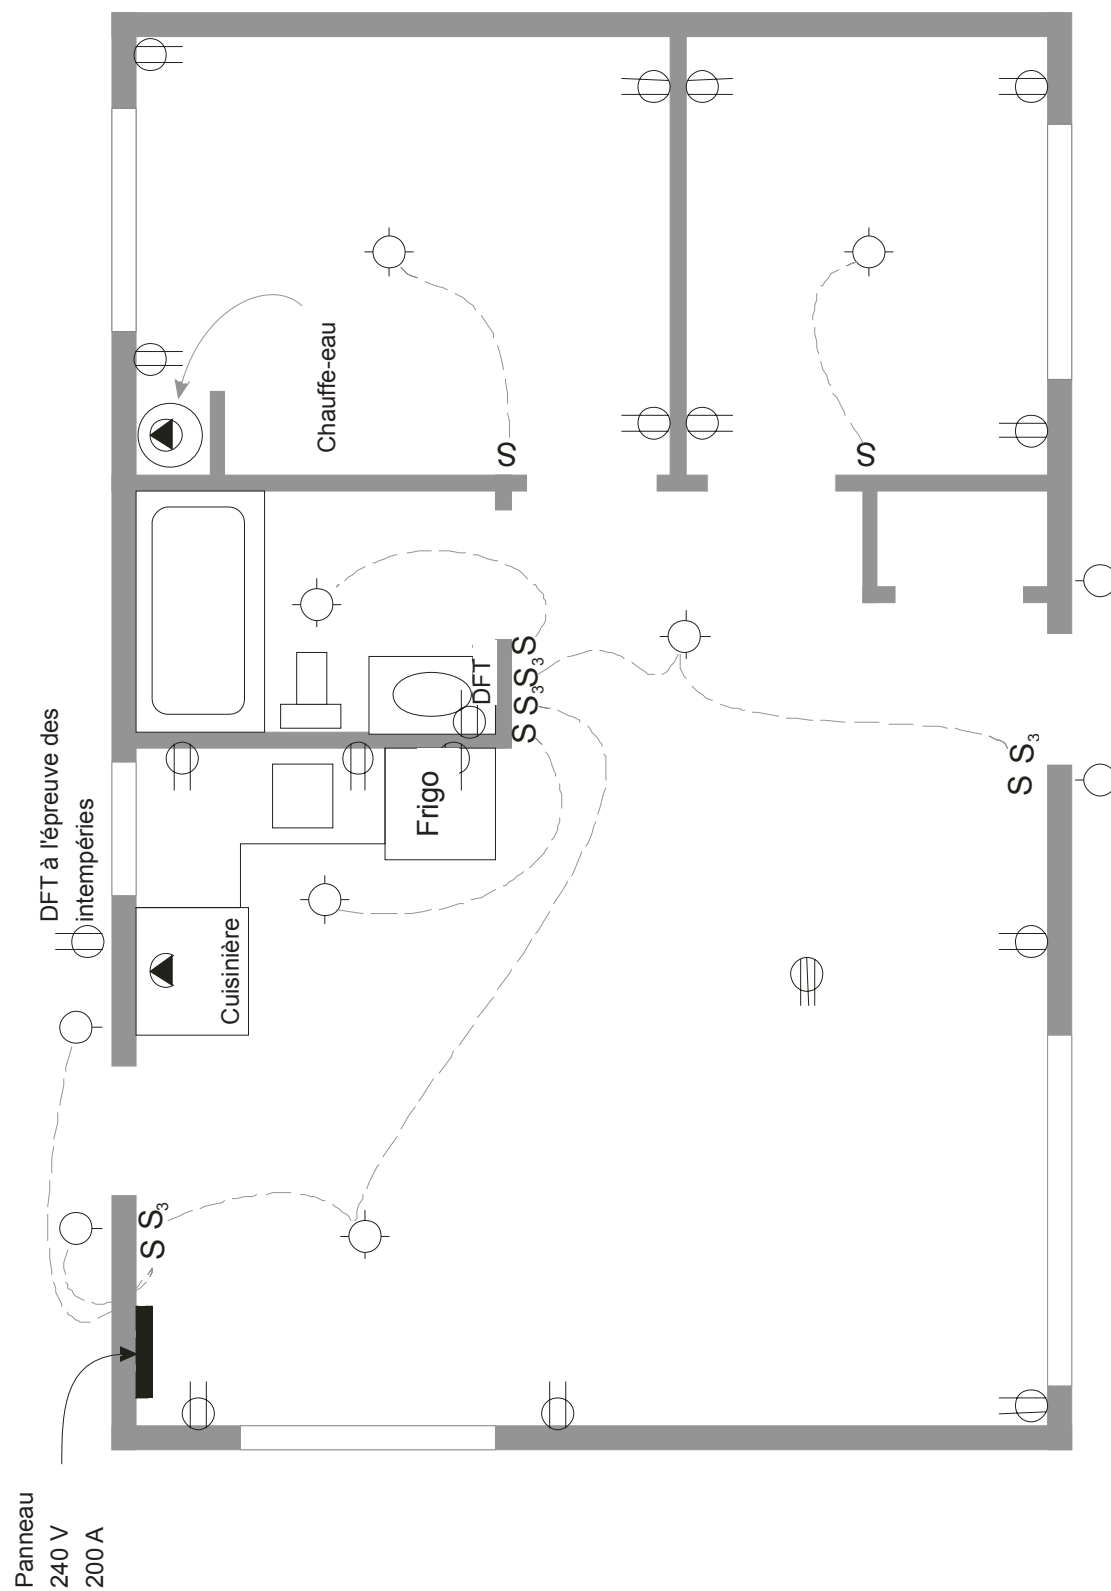 Panneau
240 V
200 A
DFT à l'épreuve des
intempéries
Chauffe-eau
Cuisinière
Frigo
DFT
S S₃
S S₃ S₃ S
S
S
S S₃